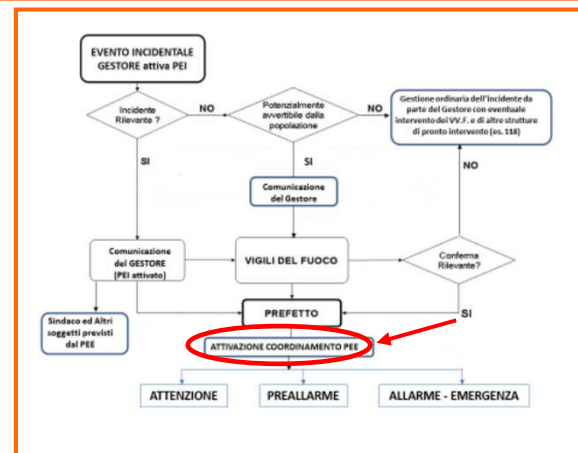 EVENTO INCIDENTALE
GESTORE attiva PEI
Incidente
Rilevante ?
NO
Potenzialmente
avvertibile dalla
popolazione
NO
Gestione ordinaria dell'incidente da
parte del Gestore con eventuale
intervento dei VV.F. e di altre strutture
di pronto intervento (es. 118)
SI
SI
NO
Comunicazione
del Gestore
Comunicazione
del GESTORE
(PEI attivato)
VIGILI DEL FUOCO
Conferma
Rilevante?
Sindaco ed Altri
soggetti previsti
dal PEE
PREFETTO
SI
ATTIVAZIONE COORDINAMENTO PEE
ATTENZIONE
PREALLARME
ALLARME - EMERGENZA